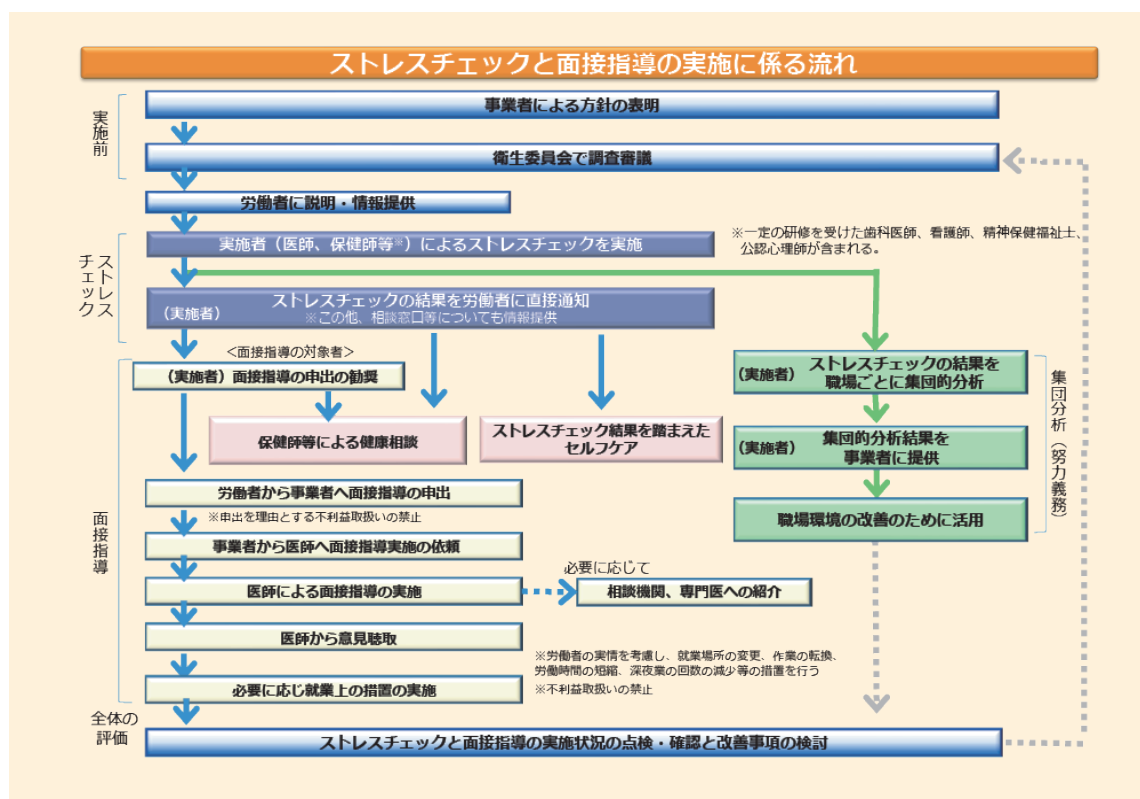 ストレスチェックと面接指導の実施に係る流れ
実施前
事業者による方針の表明
衛生委員会で調査審議
労働者に説明・情報提供
ストレスチェック
実施者（医師、保健師等※）によるストレスチェックを実施
※一定の研修を受けた歯科医師、看護師、精神保健福祉士、
公認心理師が含まれる。
ストレスチェックの結果を労働者に直接通知
（実施者）
※この他、相談窓口等についても情報提供
面接指導
＜面接指導の対象者＞
（実施者）面接指導の申出の勧奨
保健師等による健康相談
ストレスチェック結果を踏まえた
セルフケア
集団分析（努力義務）
（実施者）
ストレスチェックの結果を
職場ごとに集団的分析
（実施者）
集団的分析結果を
事業者に提供
職場環境の改善のために活用
労働者から事業者へ面接指導の申出
※申出を理由とする不利益取扱いの禁止
事業者から医師へ面接指導実施の依頼
医師による面接指導の実施
必要に応じて
相談機関、専門医への紹介
医師から意見聴取
※労働者の実情を考慮し、就業場所の変更、作業の転換、
労働時間の短縮、深夜業の回数の減少等の措置を行う
※不利益取扱いの禁止
必要に応じ就業上の措置の実施
全体の
評価
ストレスチェックと面接指導の実施状況の点検・確認と改善事項の検討